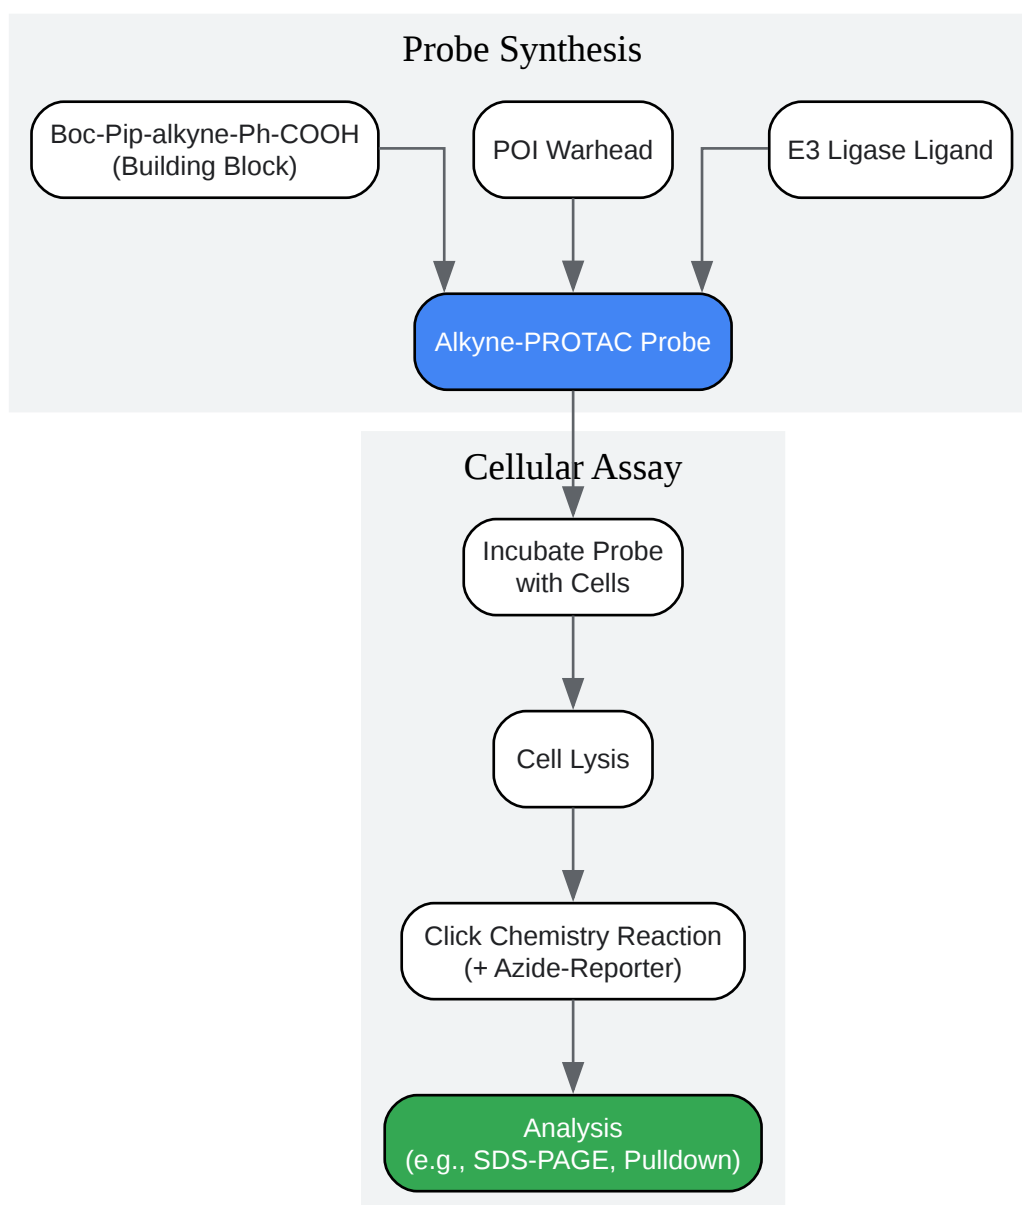 Probe Synthesis
Boc-Pip-alkyne-Ph-COOH
(Building Block)
POI Warhead
E3 Ligase Ligand
Alkyne-PROTAC Probe
Cellular Assay
Incubate Probe
with Cells
Cell Lysis
Click Chemistry Reaction
(+ Azide-Reporter)
Analysis
(e.g., SDS-PAGE, Pulldown)